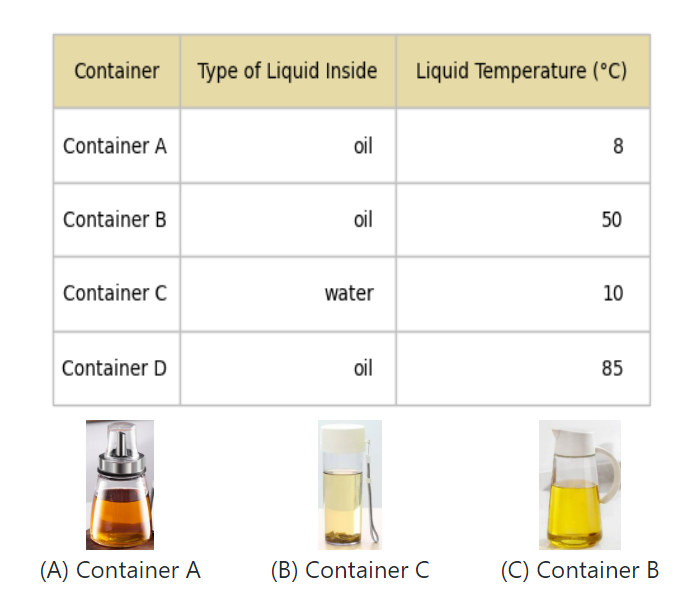 Container Type of Liquid Inside Liquid Temperature (°C)
Container A oil 8
Container B oil 50
Container C water 10
Container D oil 85
(A) Container A (B) Container C (C) Container B